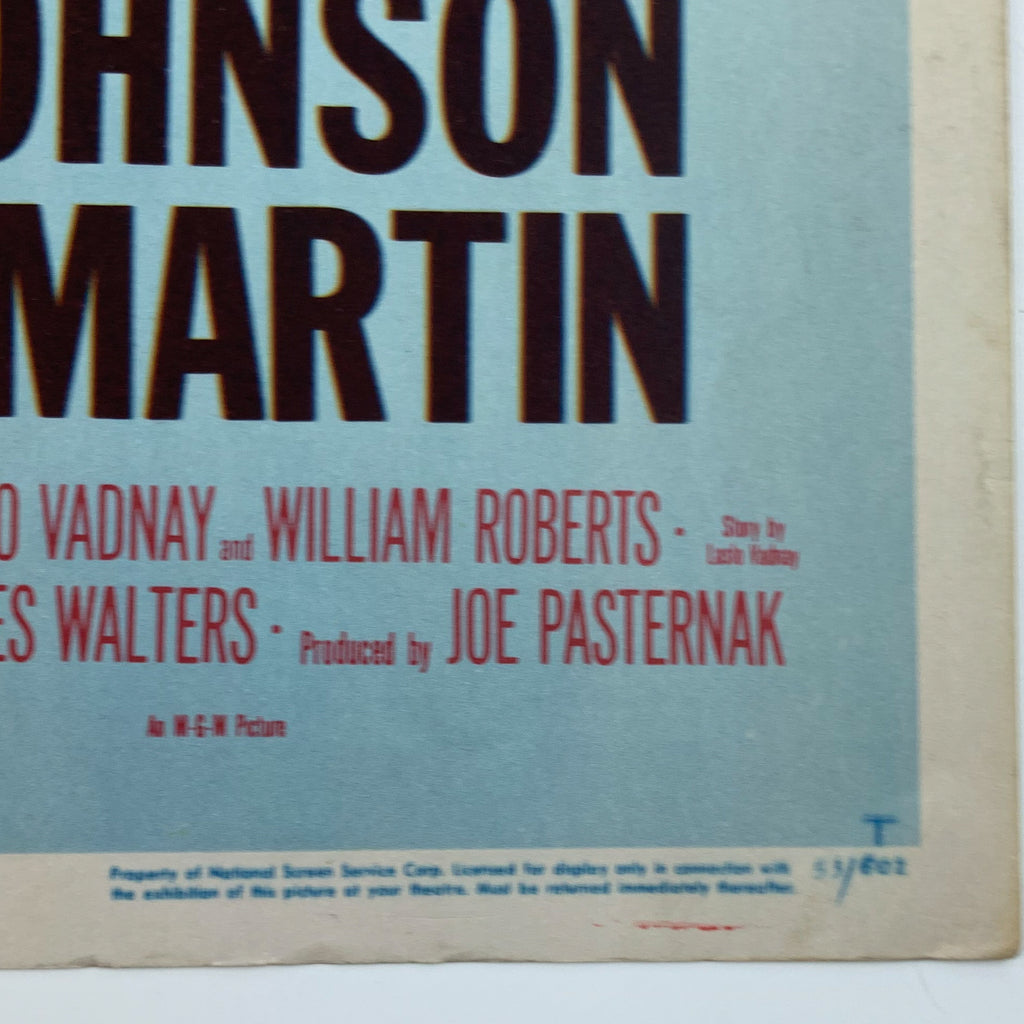 OHNSON
MARTIN
O VADNAY and WILLIAM ROBERTS · Story by
Laslo Vadnay
ES WALTERS · Produced by JOE PASTERNAK
An M-G-M Picture
T
Property of National Screen Service Corp. Licensed for display only in connection with
the exhibition of this picture at your theatre. Must be returned immediately thereafter.
53/602